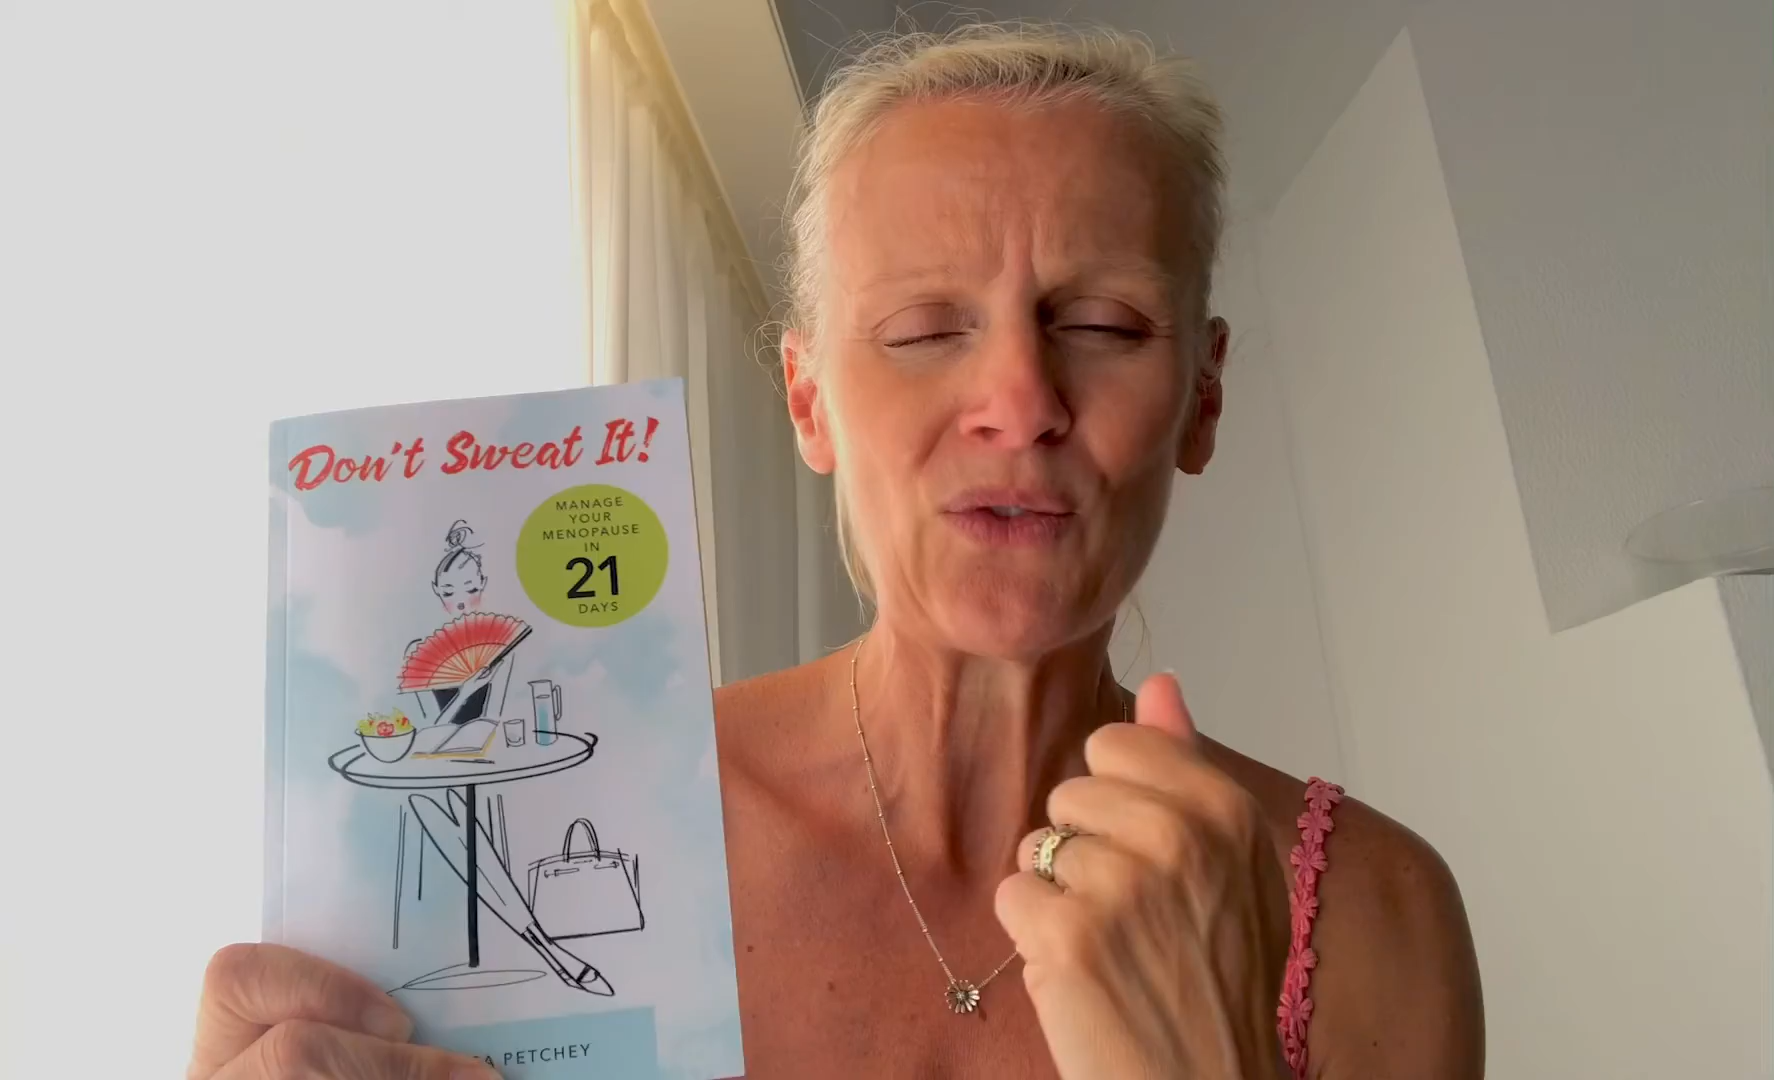 Don't Sweat It!
MANAGE
YOUR
MENOPAUSE
IN
21
DAYS
PETCHEY